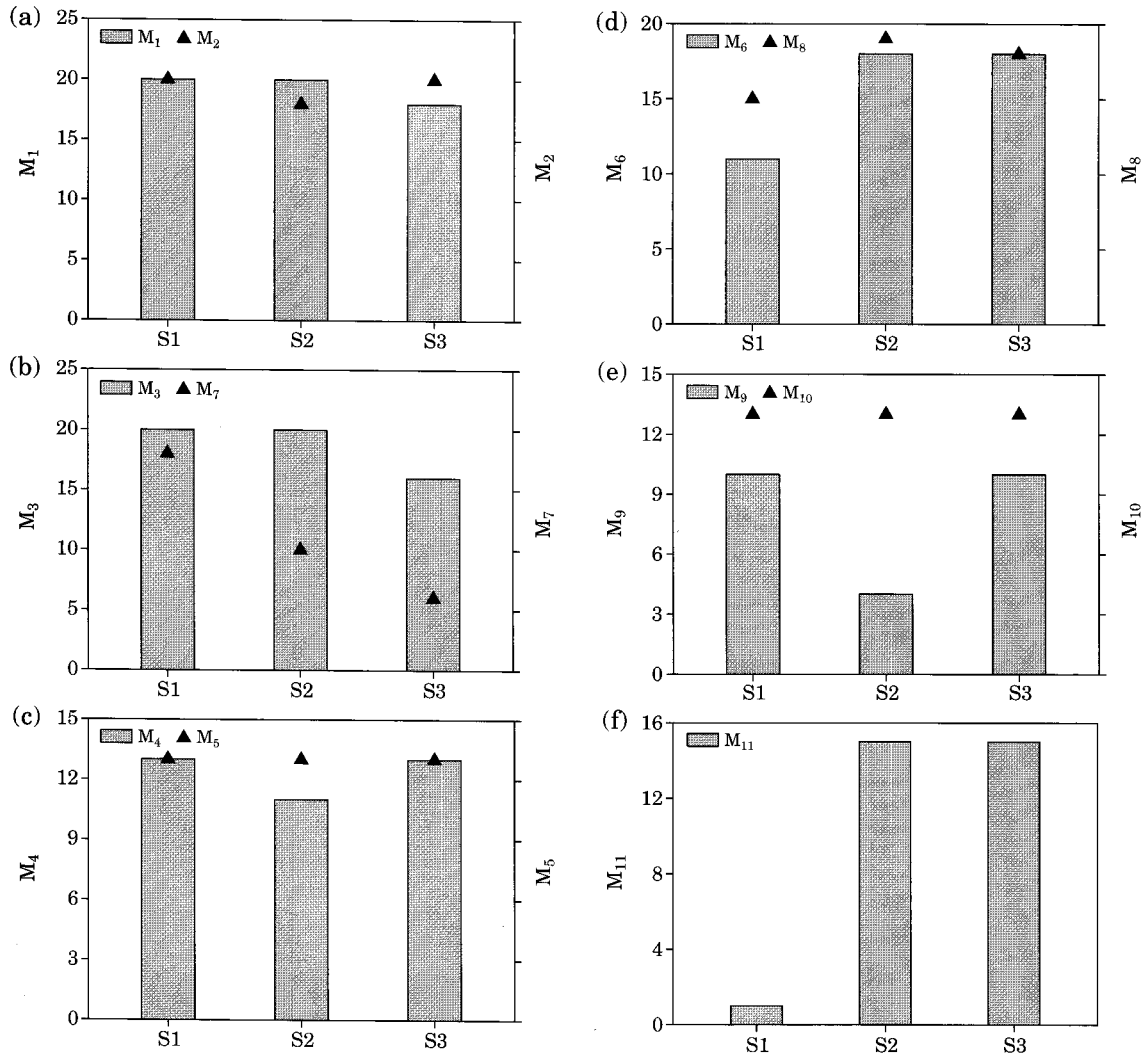 (a)
M₁ M₂
25
20
15
10
5
0
M₁
M₂
S1 S2 S3
(b)
M₃ M₇
25
20
15
10
5
0
M₃
M₇
S1 S2 S3
(c)
M₄ M₅
15
12
9
6
3
0
M₄
M₅
S1 S2 S3
(d)
M₆ M₈
20
15
10
5
0
M₆
M₈
S1 S2 S3
(e)
M₉ M₁₀
15
12
9
6
3
0
M₉
M₁₀
S1 S2 S3
(f)
M₁₁
16
12
8
4
0
M₁₁
S1 S2 S3